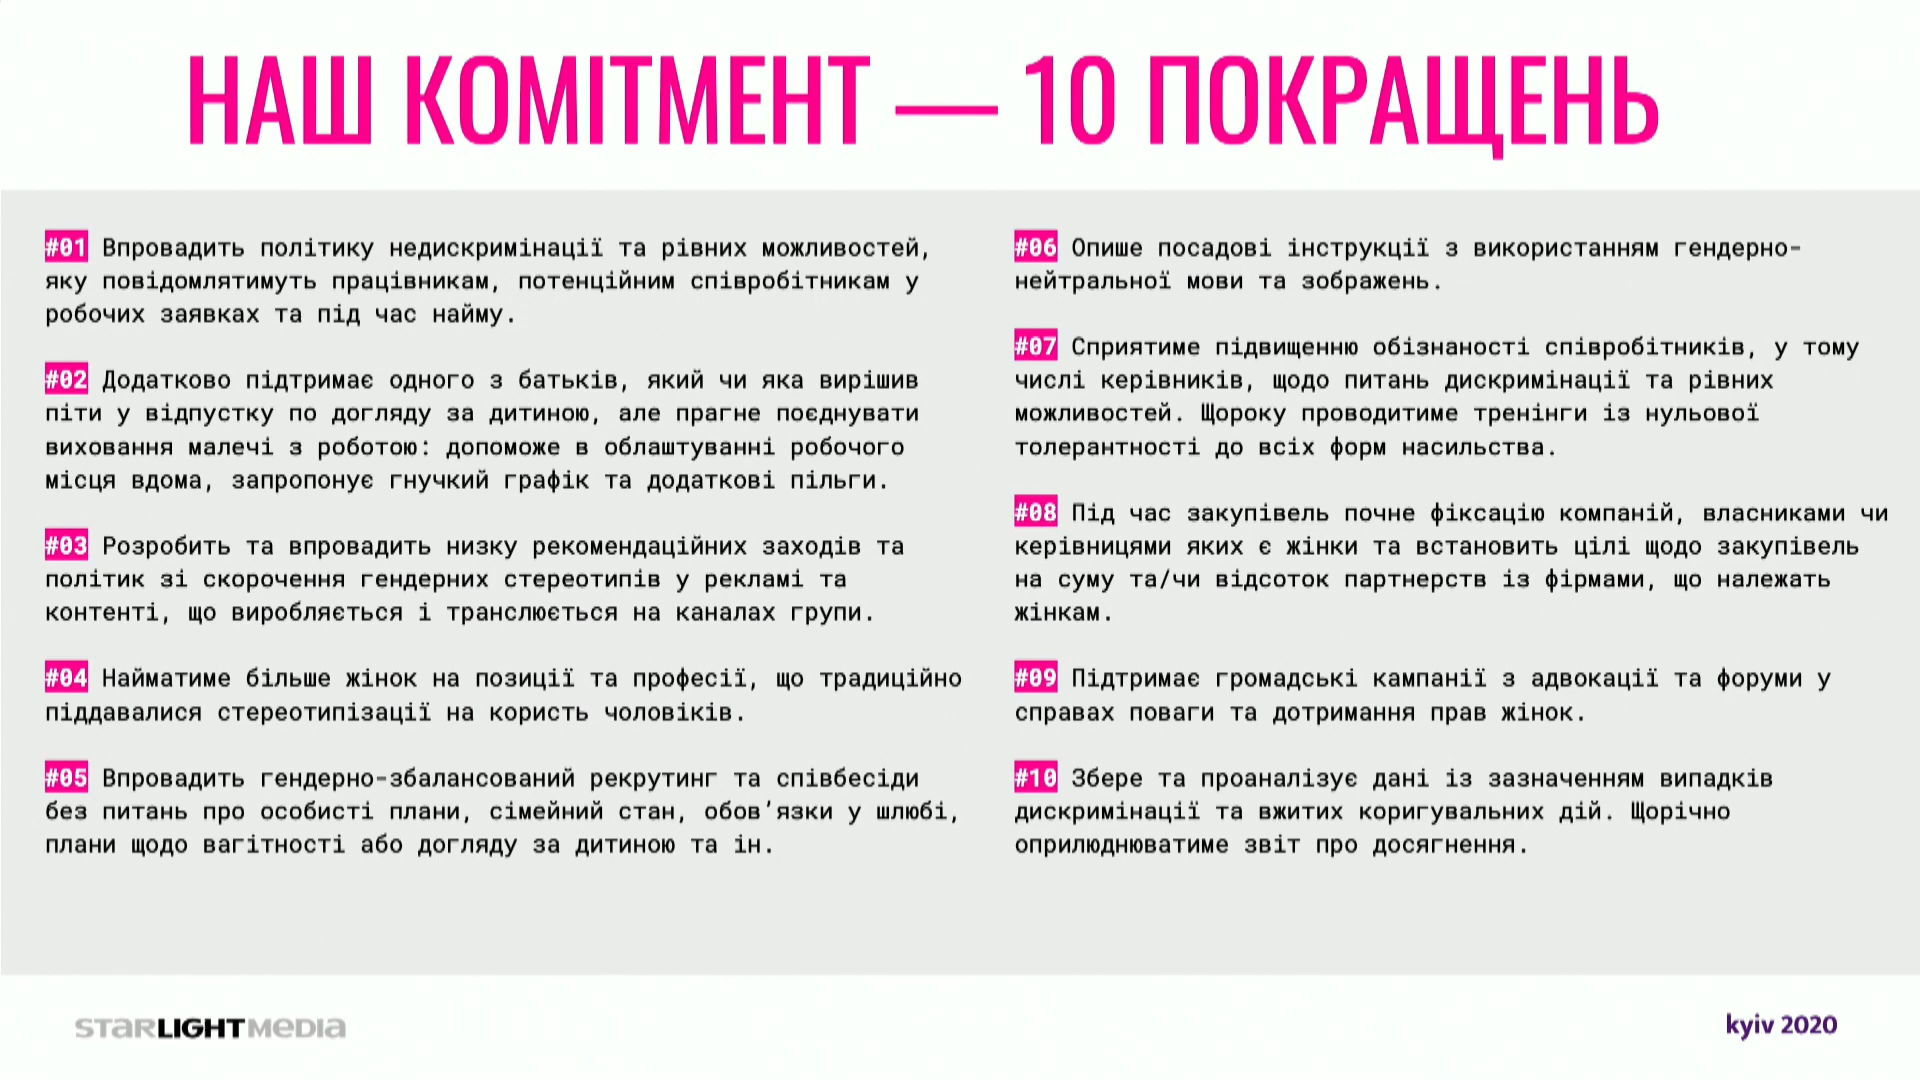 НАШ КОМІТМЕНТ — 10 ПОКРАЩЕНЬ
#01 Впровадить політику недискримінації та рівних можливостей,
яку повідомлятимуть працівникам, потенційним співробітникам у
робочих заявках та під час найму.
#02 Додатково підтримає одного з батьків, який чи яка вирішив
піти у відпустку по догляду за дитиною, але прагне поєднувати
виховання малечі з роботою: допоможе в облаштуванні робочого
місця вдома, запропонує гнучкий графік та додаткові пільги.
#03 Розробить та впровадить низку рекомендаційних заходів та
політик зі скорочення гендерних стереотипів у рекламі та
контенті, що виробляється і транслюється на каналах групи.
#04 Найматиме більше жінок на позиції та професії, що традиційно
піддавалися стереотипізації на користь чоловіків.
#05 Впровадить гендерно-збалансований рекрутинг та співбесіди
без питань про особисті плани, сімейний стан, обов’язки у шлюбі,
плани щодо вагітності або догляду за дитиною та ін.
#06 Опише посадові інструкції з використанням гендерно-
нейтральної мови та зображень.
#07 Сприятиме підвищенню обізнаності співробітників, у тому
числі керівників, щодо питань дискримінації та рівних
можливостей. Щороку проводитиме тренінги із нульової
толерантності до всіх форм насильства.
#08 Під час закупівель почне фіксацію компаній, власниками чи
керівницями яких є жінки та встановить цілі щодо закупівель
на суму та/чи відсоток партнерств із фірмами, що належать
жінкам.
#09 Підтримає громадські кампанії з адвокації та форуми у
справах поваги та дотримання прав жінок.
#10 Збере та проаналізує дані із зазначенням випадків
дискримінації та вжитих коригувальних дій. Щорічно
оприлюднюватиме звіт про досягнення.
STARLIGHTMEDIA
kyiv 2020